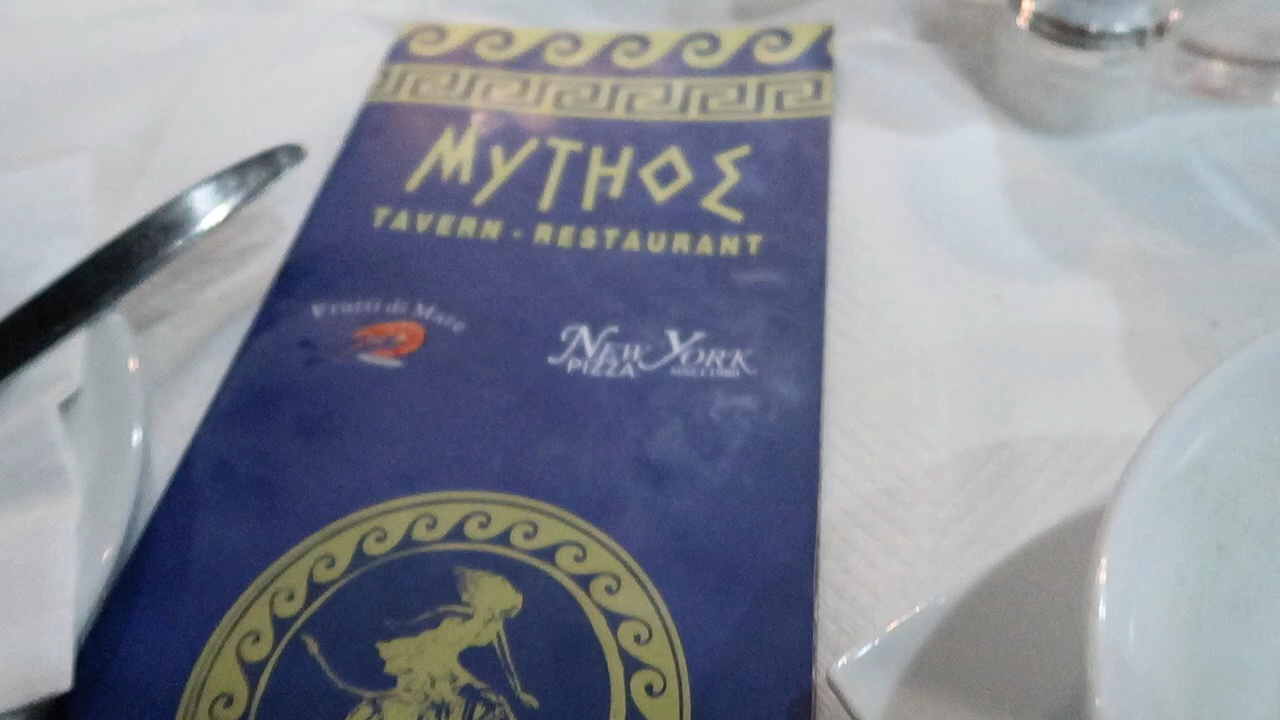 MYTHOΣ
TAVERN - RESTAURANT
Frutti di Mare
NEW YORK
PIZZA